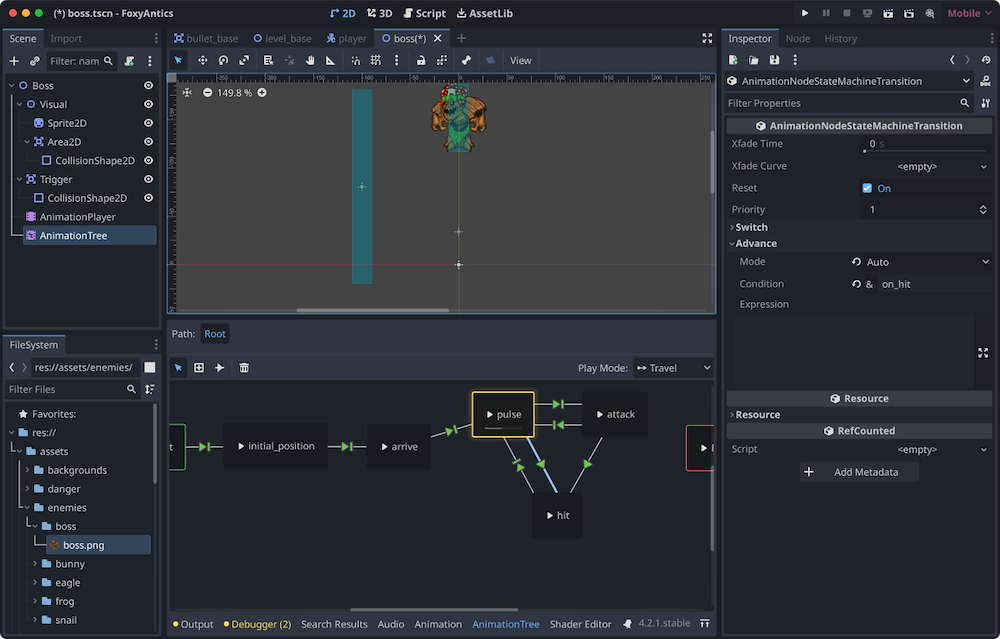 (*) boss.tscn - FoxyAntics
2D
3D
Script
AssetLib
Mobile
Scene
Import
Filter: nam
Boss
Visual
Sprite2D
Area2D
CollisionShape2D
Trigger
CollisionShape2D
AnimationPlayer
AnimationTree
FileSystem
res://assets/enemies/
Filter Files
Favorites:
res://
assets
backgrounds
danger
enemies
boss
boss.png
bunny
eagle
frog
snail
bullet_base
level_base
player
boss(*)
View
149.8 %
Path:
Root
Play Mode:
Travel
t
initial_position
arrive
pulse
attack
hit
E
Output
Debugger (2)
Search Results
Audio
Animation
AnimationTree
Shader Editor
4.2.1.stable
Inspector
Node
History
AnimationNodeStateMachineTransition
Filter Properties
AnimationNodeStateMachineTransition
Xfade Time
0 s
Xfade Curve
<empty>
Reset
On
Priority
1
Switch
Advance
Mode
Auto
Condition
& on_hit
Expression
Resource
Resource
RefCounted
Script
<empty>
Add Metadata